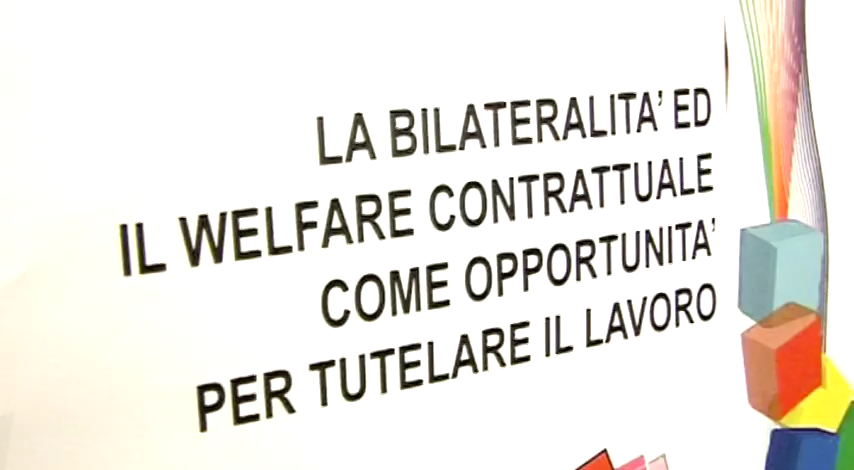 LA BILATERALITA' ED
IL WELFARE CONTRATTUALE
COME OPPORTUNITA'
PER TUTELARE IL LAVORO